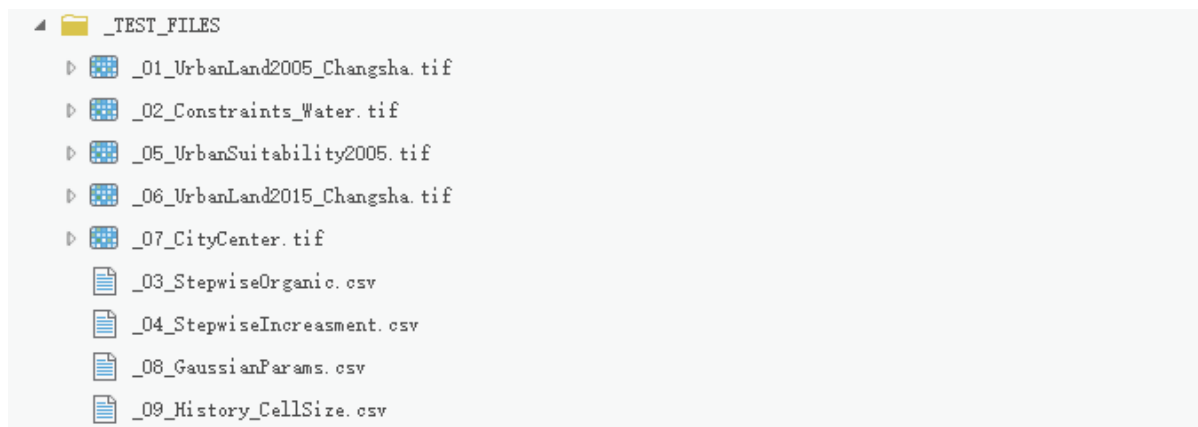 _TEST_FILES
_01_UrbanLand2005_Changsha.tif
_02_Constraints_Water.tif
_05_UrbanSuitability2005.tif
_06_UrbanLand2015_Changsha.tif
_07_CityCenter.tif
_03_StepwiseOrganic.csv
_04_StepwiseIncreasment.csv
_08_GaussianParams.csv
_09_History_CellSize.csv